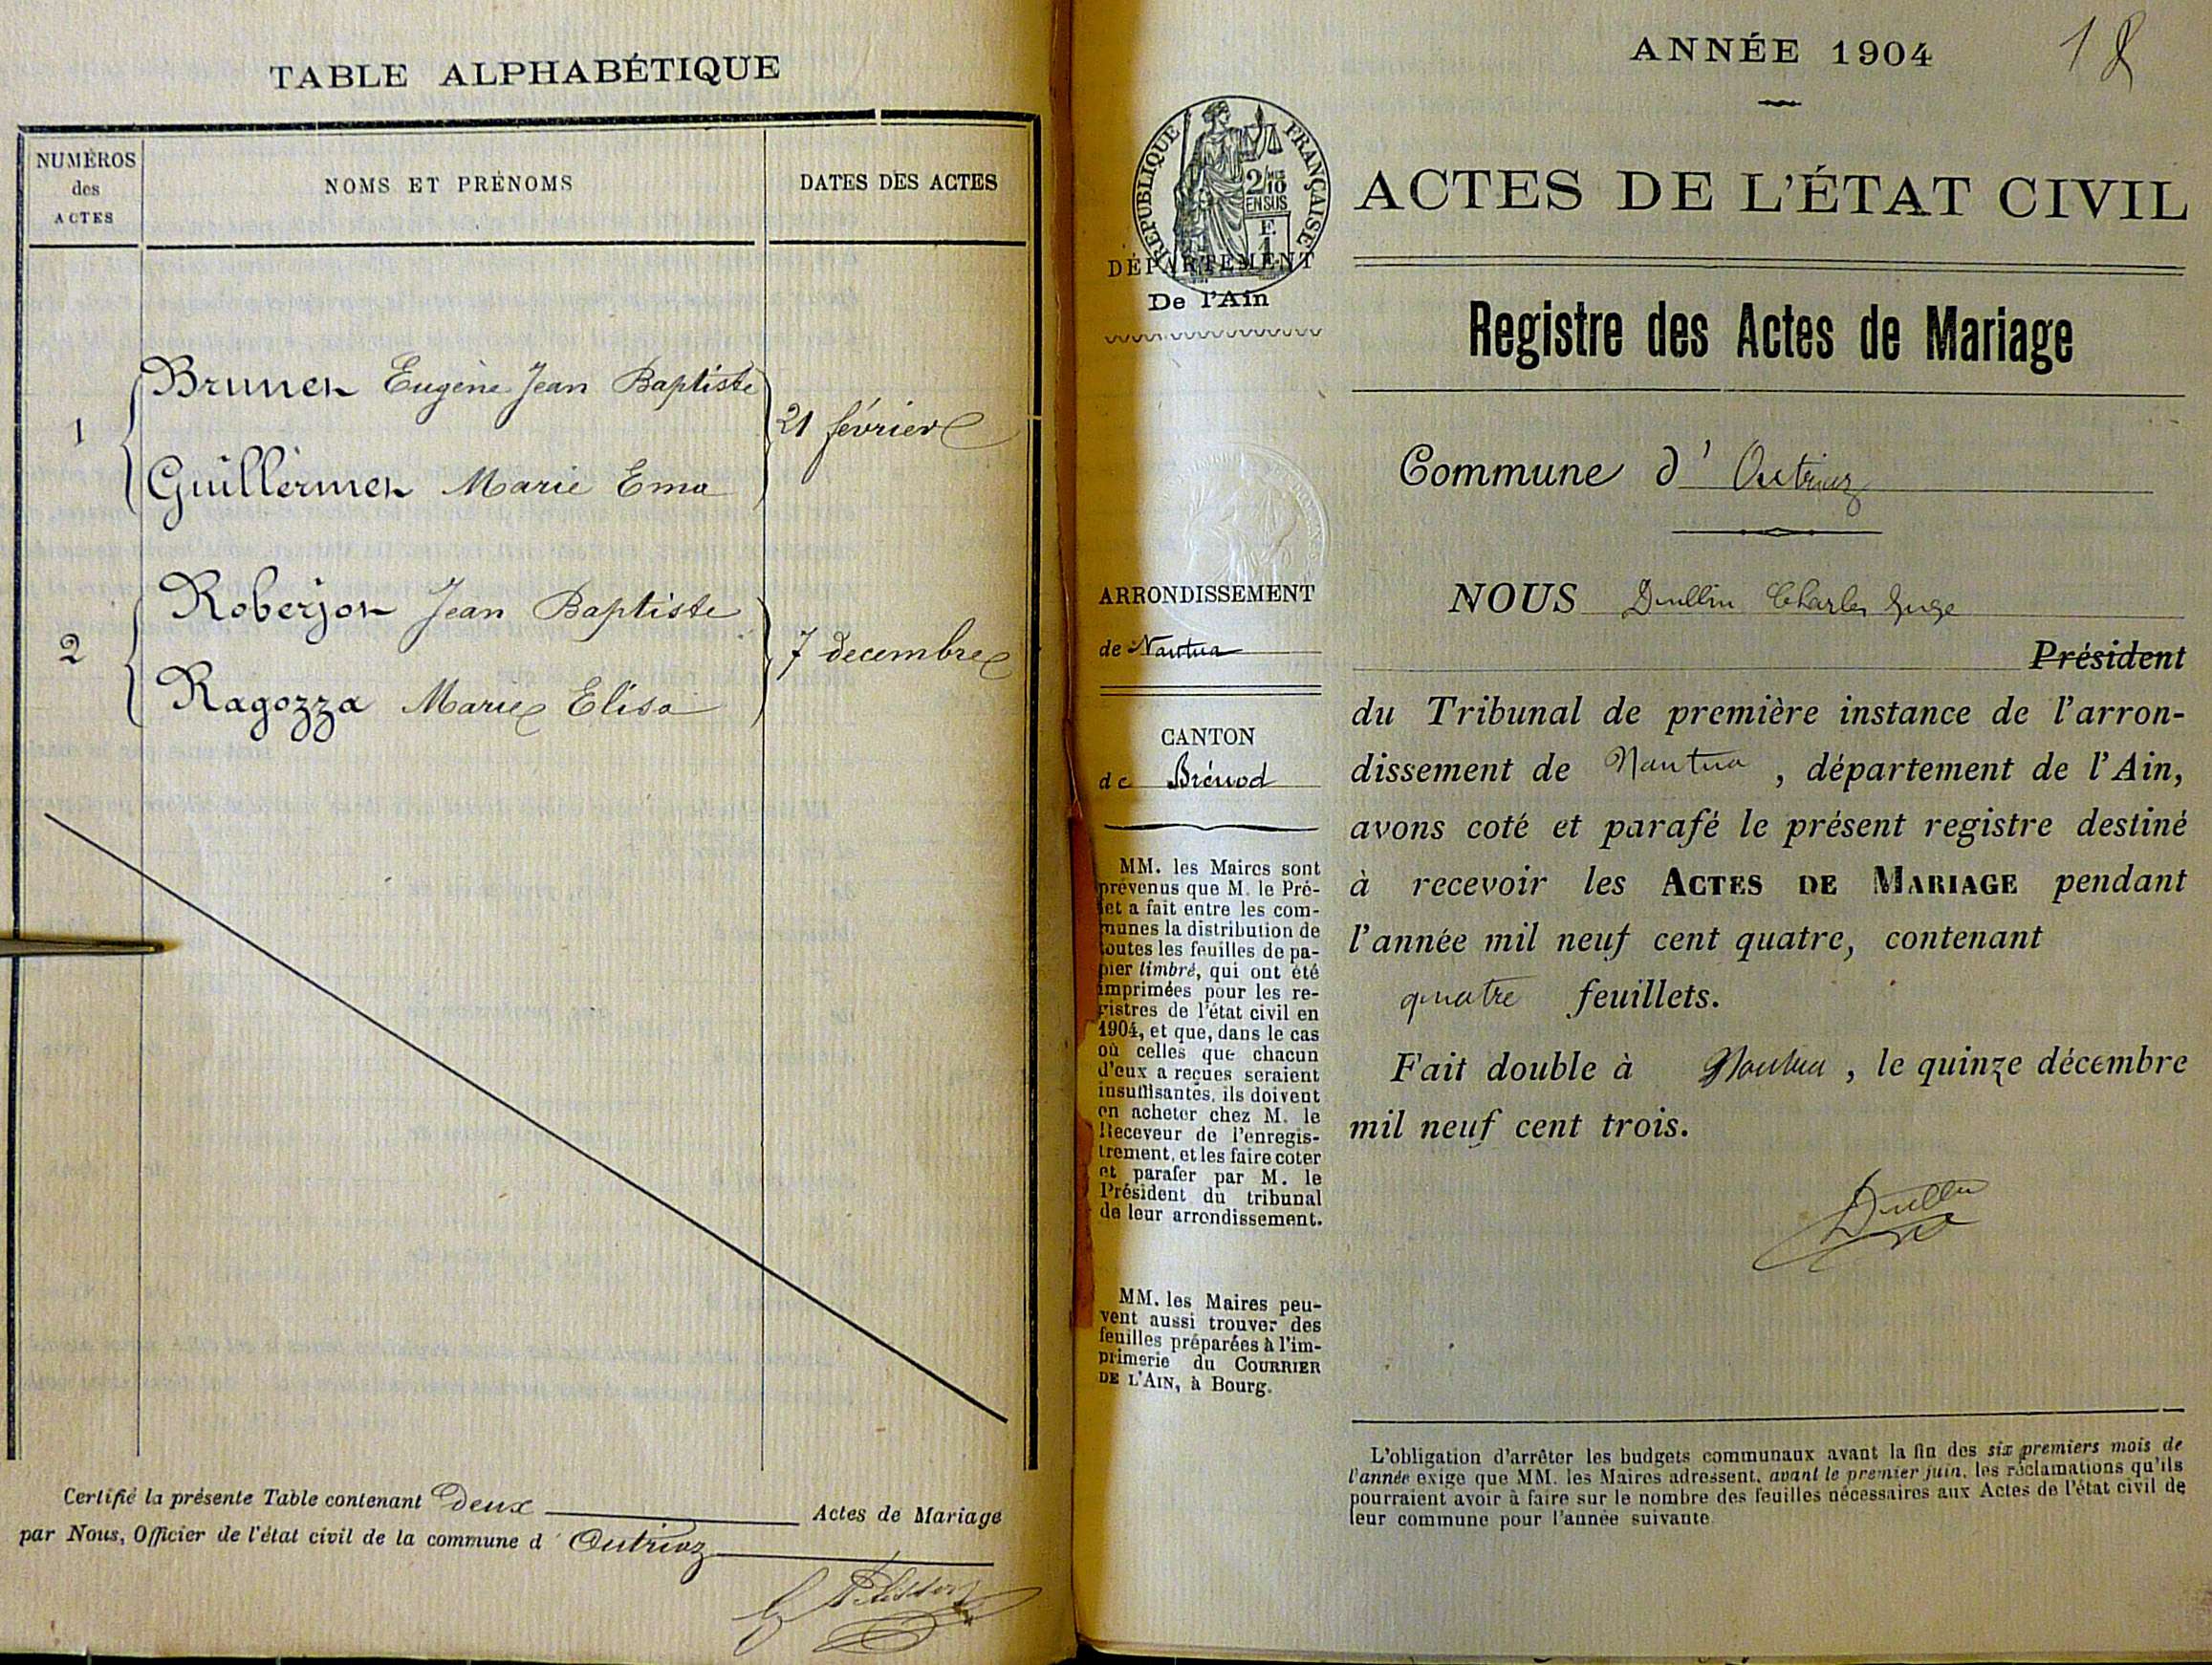 TABLE ALPHABÉTIQUE
NUMÉROS
des
ACTES
NOMS ET PRÉNOMS
DATES DES ACTES
1
Brunet Eugène Jean Baptiste
Guillermet Marie Ema
21 février
2
Roberjot Jean Baptiste
Ragozza Marie Elisa
7 decembre
Certifié la présente Table contenant deux Actes de Mariage
par Nous, Officier de l'état civil de la commune d'Outriaz
ANNÉE 1904
18
RÉPUBLIQUE FRANÇAISE
2/10
EN SUS
DÉPARTEMENT
De l'Ain
ACTES DE L'ÉTAT CIVIL
Registre des Actes de Mariage
Commune d' Outriaz
ARRONDISSEMENT
de Nantua
CANTON
de Brénod
MM. les Maires sont
prévenus que M. le Pré-
fet a fait entre les com-
munes la distribution de
toutes les feuilles de pa-
pier timbré, qui ont été
imprimées pour les re-
gistres de l'état civil en
1904, et que, dans le cas
où celles que chacun
d'eux a reçues seraient
insuffisantes, ils doivent
en acheter chez M. le
Receveur de l'enregis-
trement, et les faire coter
et parafer par M. le
Président du tribunal
de leur arrondissement.
MM. les Maires peu-
vent aussi trouver des
feuilles préparées à l'im-
primerie du COURRIER
DE L'AIN, à Bourg.
NOUS Dullin Charles Juge
Président
du Tribunal de première instance de l'arron-
dissement de Nantua, département de l'Ain,
avons coté et parafé le présent registre destiné
à recevoir les ACTES DE MARIAGE pendant
l'année mil neuf cent quatre, contenant
quatre feuillets.
Fait double à Nantua, le quinze décembre
mil neuf cent trois.
Dullin
L'obligation d'arrêter les budgets communaux avant la fin des six premiers mois de
l'année exige que MM. les Maires adressent, avant le premier juin, les réclamations qu'ils
pourraient avoir à faire sur le nombre des feuilles nécessaires aux Actes de l'état civil de
leur commune pour l'année suivante.